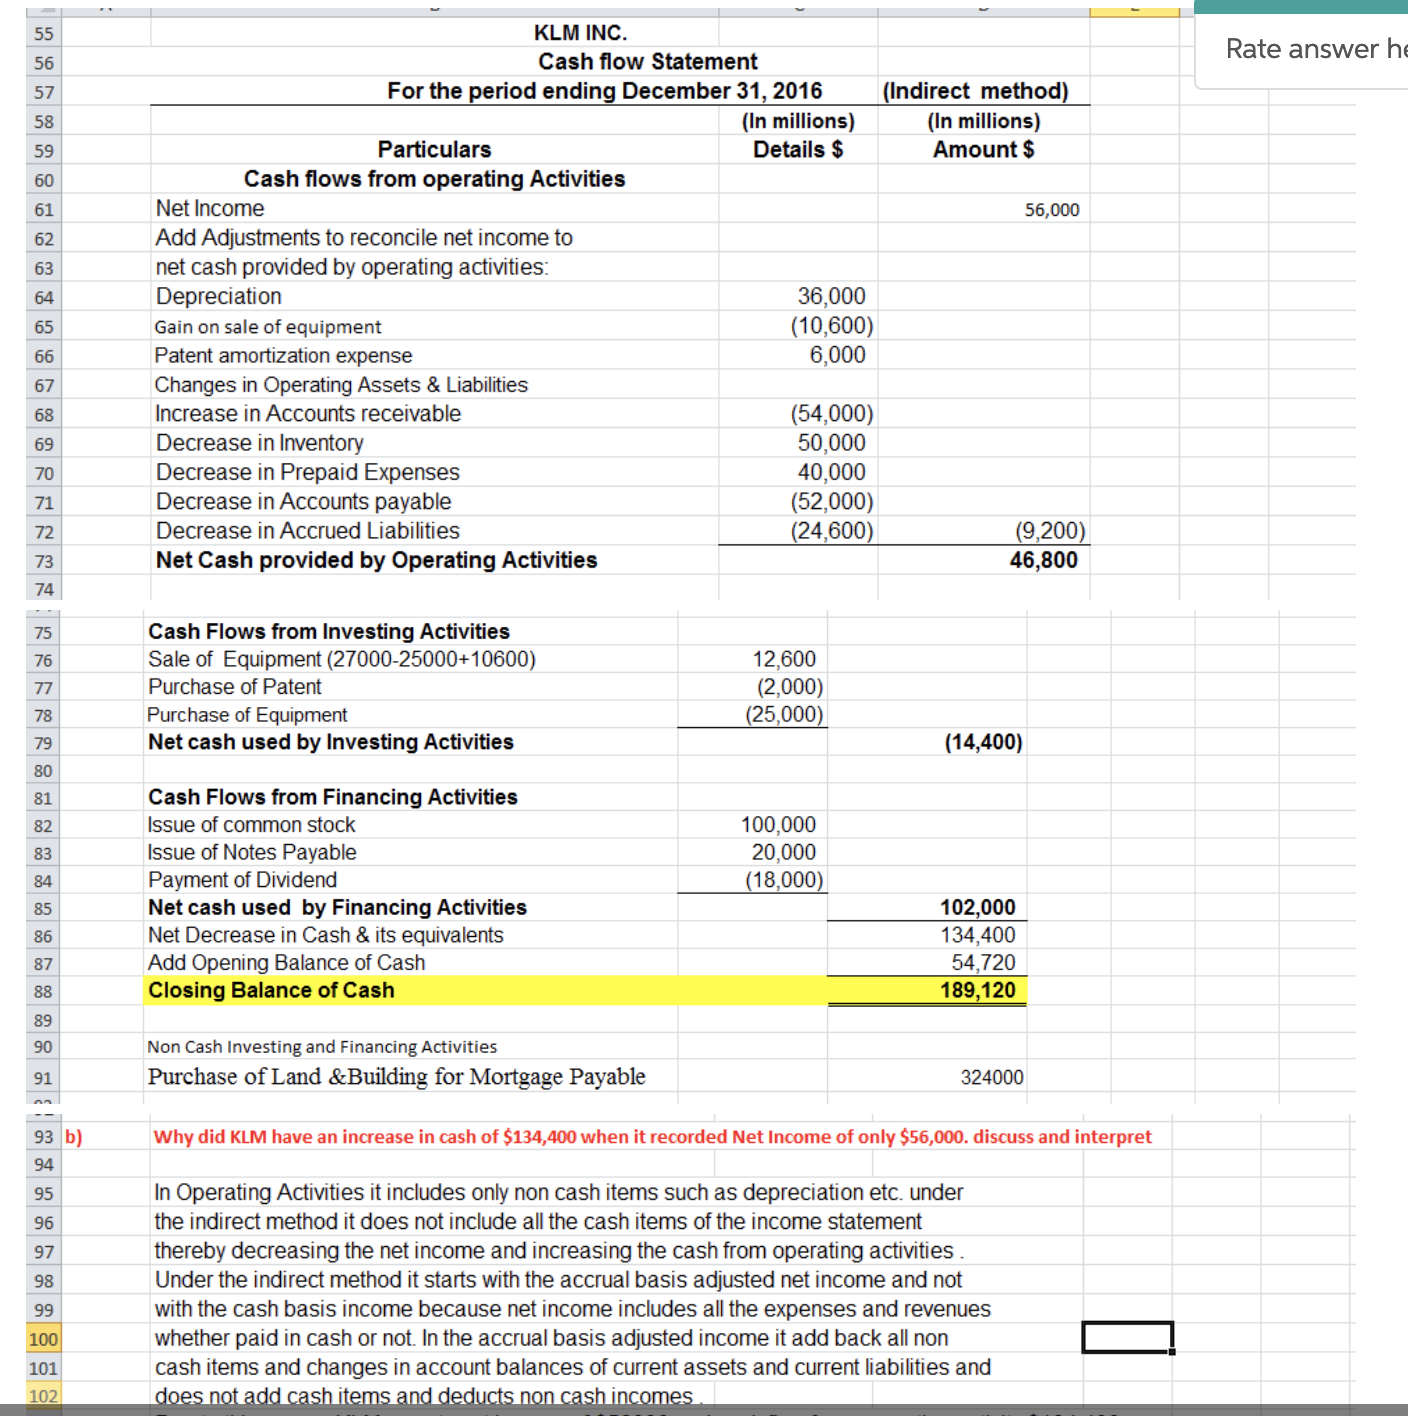 Rate answer he
55 KLM INC.
56 Cash flow Statement
57 For the period ending December 31, 2016 (Indirect method)
58 (In millions) (In millions)
59 Particulars Details $ Amount $
60 Cash flows from operating Activities
61 Net Income 56,000
62 Add Adjustments to reconcile net income to
63 net cash provided by operating activities:
64 Depreciation 36,000
65 Gain on sale of equipment (10,600)
66 Patent amortization expense 6,000
67 Changes in Operating Assets & Liabilities
68 Increase in Accounts receivable (54,000)
69 Decrease in Inventory 50,000
70 Decrease in Prepaid Expenses 40,000
71 Decrease in Accounts payable (52,000)
72 Decrease in Accrued Liabilities (24,600) (9,200)
73 Net Cash provided by Operating Activities 46,800
74
75 Cash Flows from Investing Activities
76 Sale of Equipment (27000-25000+10600) 12,600
77 Purchase of Patent (2,000)
78 Purchase of Equipment (25,000)
79 Net cash used by Investing Activities (14,400)
80
81 Cash Flows from Financing Activities
82 Issue of common stock 100,000
83 Issue of Notes Payable 20,000
84 Payment of Dividend (18,000)
85 Net cash used by Financing Activities 102,000
86 Net Decrease in Cash & its equivalents 134,400
87 Add Opening Balance of Cash 54,720
88 Closing Balance of Cash 189,120
89
90 Non Cash Investing and Financing Activities
91 Purchase of Land &Building for Mortgage Payable 324000
93 b) Why did KLM have an increase in cash of $134,400 when it recorded Net Income of only $56,000. discuss and interpret
94
95 In Operating Activities it includes only non cash items such as depreciation etc. under
96 the indirect method it does not include all the cash items of the income statement
97 thereby decreasing the net income and increasing the cash from operating activities .
98 Under the indirect method it starts with the accrual basis adjusted net income and not
99 with the cash basis income because net income includes all the expenses and revenues
100 whether paid in cash or not. In the accrual basis adjusted income it add back all non
101 cash items and changes in account balances of current assets and current liabilities and
102 does not add cash items and deducts non cash incomes .